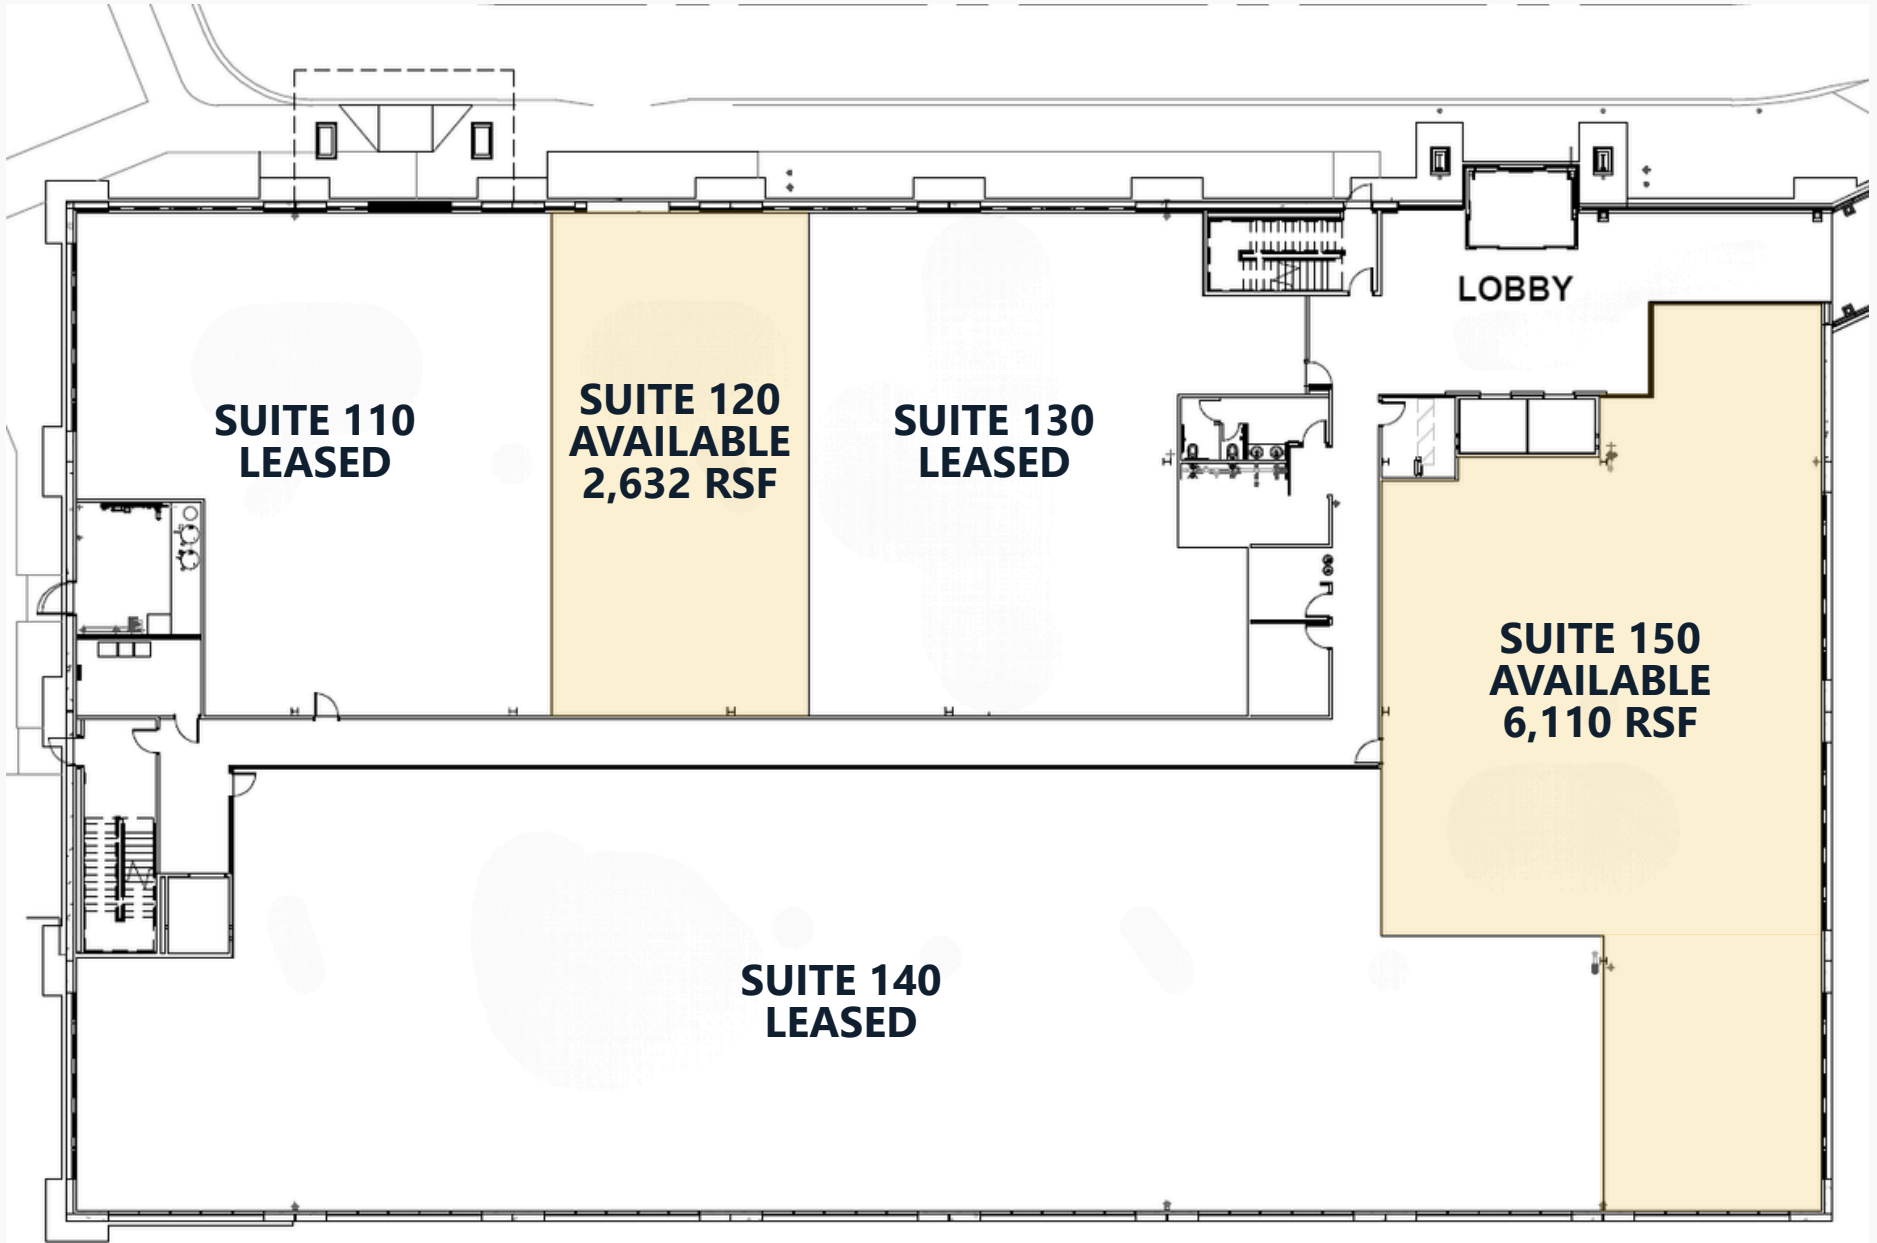 LOBBY
SUITE 110
LEASED
SUITE 120
AVAILABLE
2,632 RSF
SUITE 130
LEASED
SUITE 150
AVAILABLE
6,110 RSF
SUITE 140
LEASED